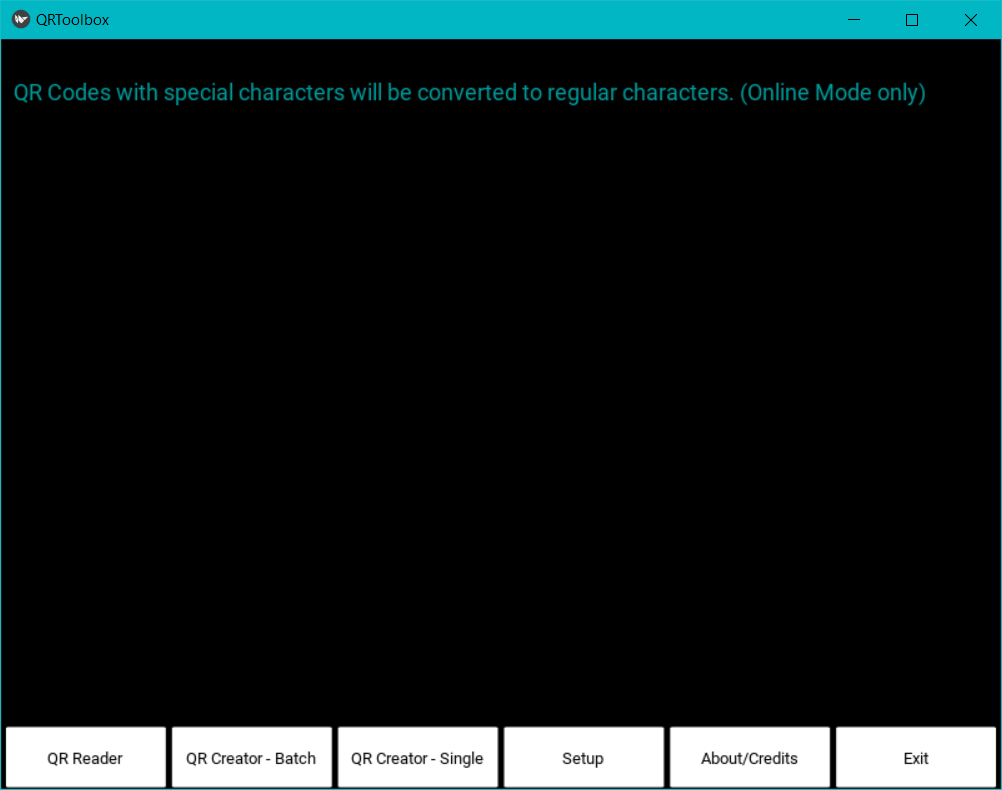 QRToolbox
QR Codes with special characters will be converted to regular characters. (Online Mode only)
QR Reader
QR Creator - Batch
QR Creator - Single
Setup
About/Credits
Exit